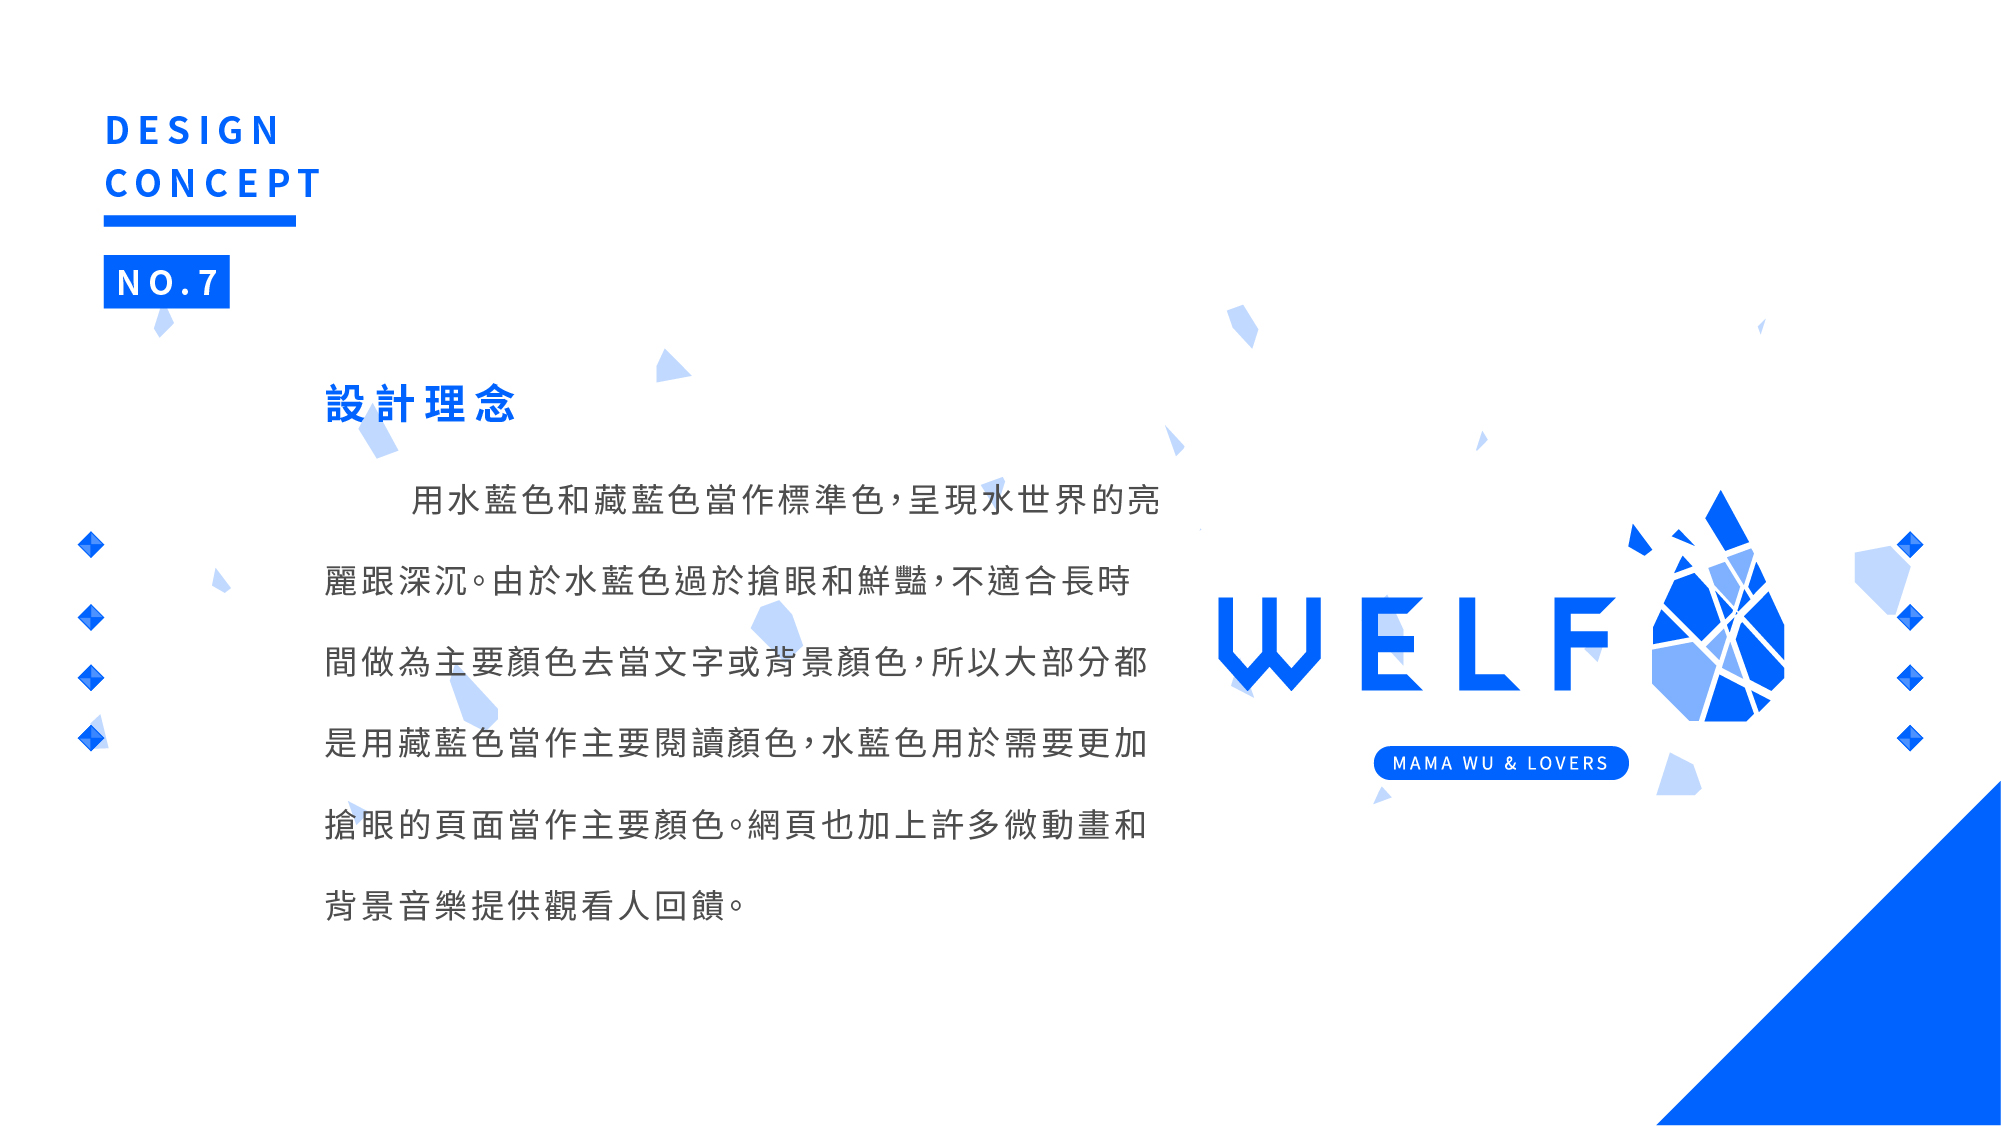 DESIGN
CONCEPT
NO.7
設計理念
用水藍色和藏藍色當作標準色，呈現水世界的亮
麗跟深沉。由於水藍色過於搶眼和鮮豔，不適合長時
間做為主要顏色去當文字或背景顏色，所以大部分都
是用藏藍色當作主要閱讀顏色，水藍色用於需要更加
搶眼的頁面當作主要顏色。網頁也加上許多微動畫和
背景音樂提供觀看人回饋。
WELF
MAMA WU & LOVERS